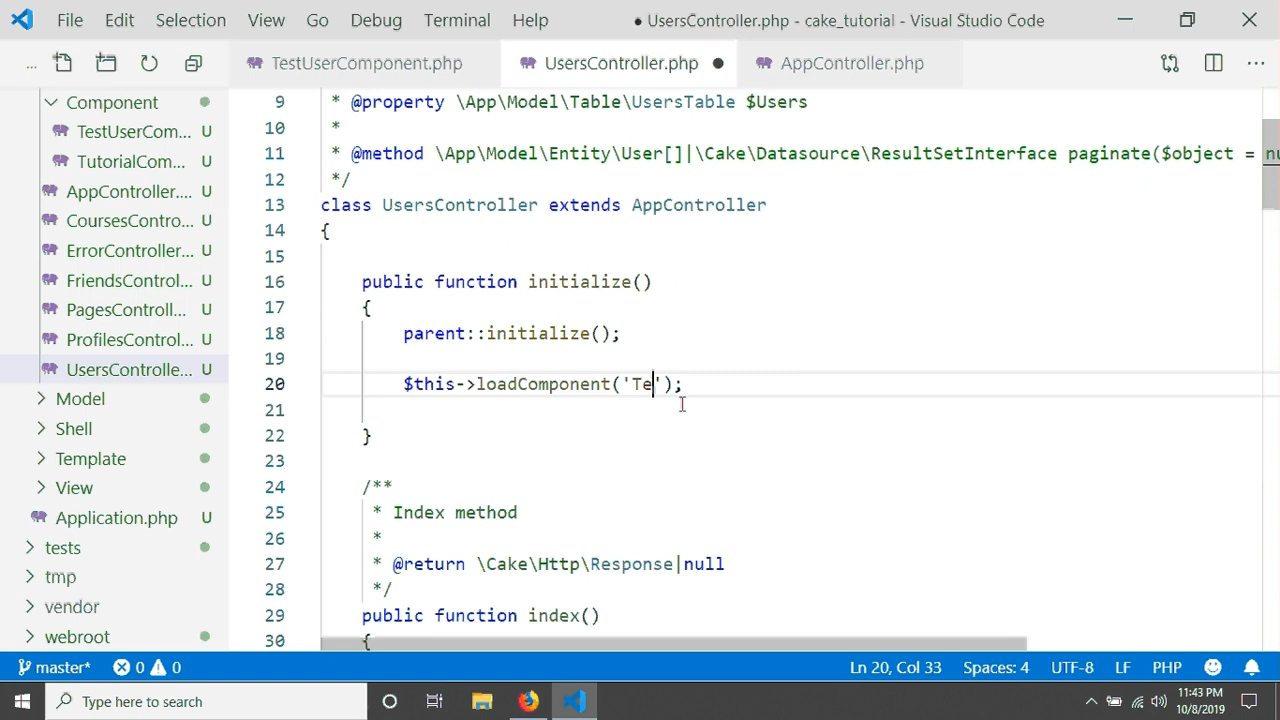 File Edit Selection View Go Debug Terminal Help ● UsersController.php - cake_tutorial - Visual Studio Code
... TestUserComponent.php UsersController.php ● AppController.php ...
Component
TestUserCom... U
TutorialCom... U
AppController.... U
CoursesContro... U
ErrorController... U
FriendsControl... U
PagesControll... U
ProfilesControl... U
UsersControlle... U
Model
Shell
Template
View
Application.php U
tests
tmp
vendor
webroot
9 * @property \App\Model\Table\UsersTable $Users
10 *
11 * @method \App\Model\Entity\User[]|\Cake\Datasource\ResultSetInterface paginate($object = nu
12 */
13 class UsersController extends AppController
14 {
15
16 public function initialize()
17 {
18 parent::initialize();
19
20 $this->loadComponent('Te');
21
22 }
23
24 /**
25 * Index method
26 *
27 * @return \Cake\Http\Response|null
28 */
29 public function index()
30 {
master* 0 0 Ln 20, Col 33 Spaces: 4 UTF-8 LF PHP
Type here to search
11:43 PM
10/8/2019